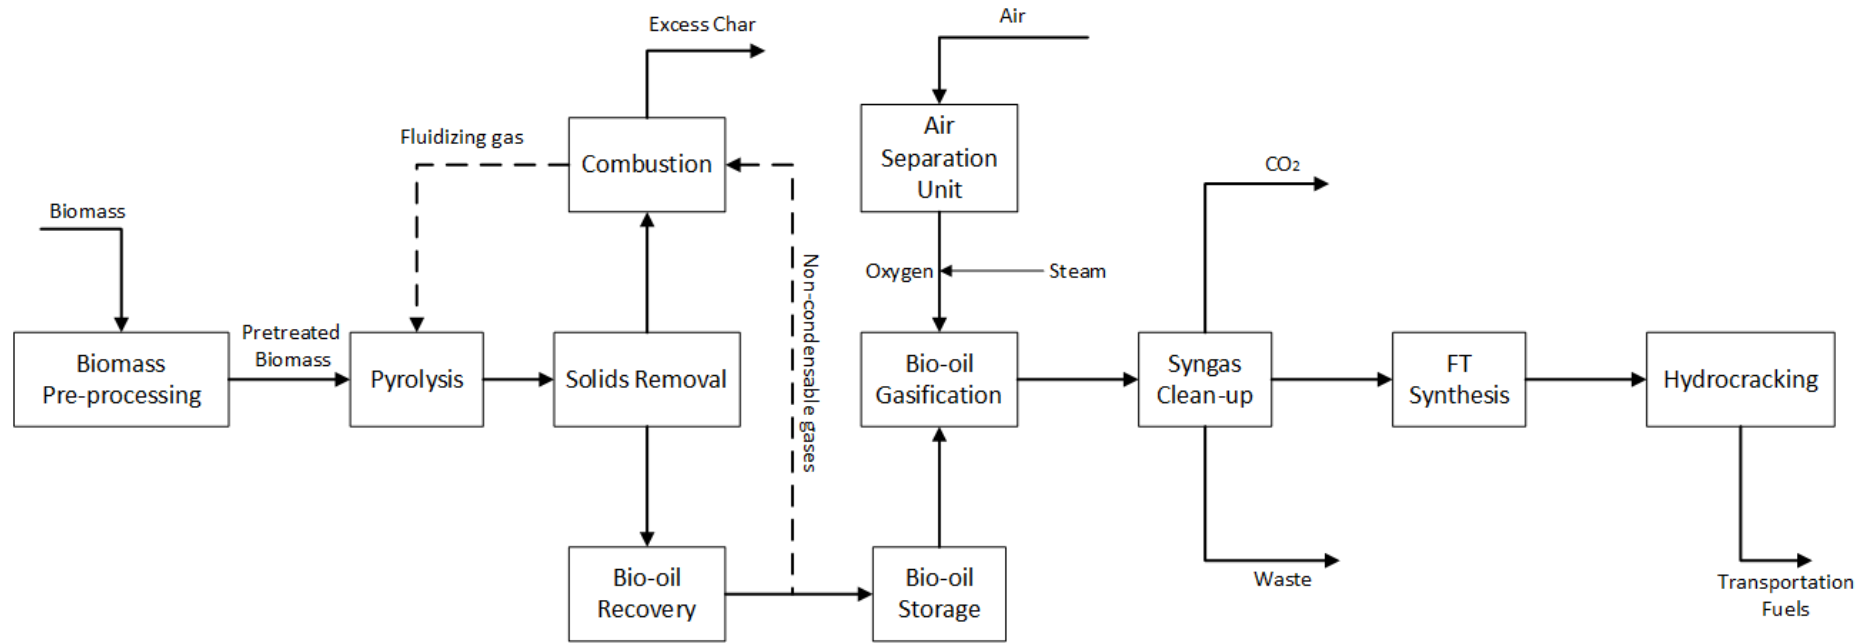 Excess Char
Air
Fluidizing gas
Combustion
Air
Separation
Unit
CO₂
Biomass
Non-condensable gases
Oxygen
Steam
Biomass
Pre-processing
Pretreated
Biomass
Pyrolysis
Solids Removal
Bio-oil
Gasification
Syngas
Clean-up
FT
Synthesis
Hydrocracking
Bio-oil
Recovery
Bio-oil
Storage
Waste
Transportation
Fuels